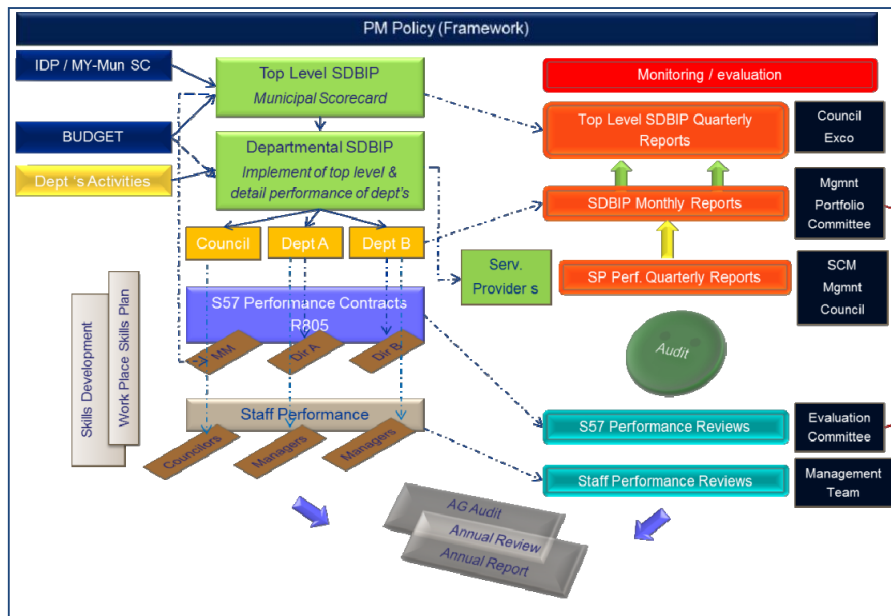 PM Policy (Framework)
IDP / MY-Mun SC
BUDGET
Dept 's Activities
Top Level SDBIP
Municipal Scorecard
Departmental SDBIP
Implement of top level &
detail performance of dept's
Council
Dept A
Dept B
Serv.
Provider s
S57 Performance Contracts
R805
MM
Dir A
Dir B
Skills Development
Work Place Skills Plan
Staff Performance
Councilors
Managers
Managers
Monitoring / evaluation
Top Level SDBIP Quarterly
Reports
Council
Exco
SDBIP Monthly Reports
Mgmnt
Portfolio
Committee
SP Perf. Quarterly Reports
SCM
Mgmnt
Council
Audit
S57 Performance Reviews
Evaluation
Committee
Staff Performance Reviews
Management
Team
AG Audit
Annual Review
Annual Report